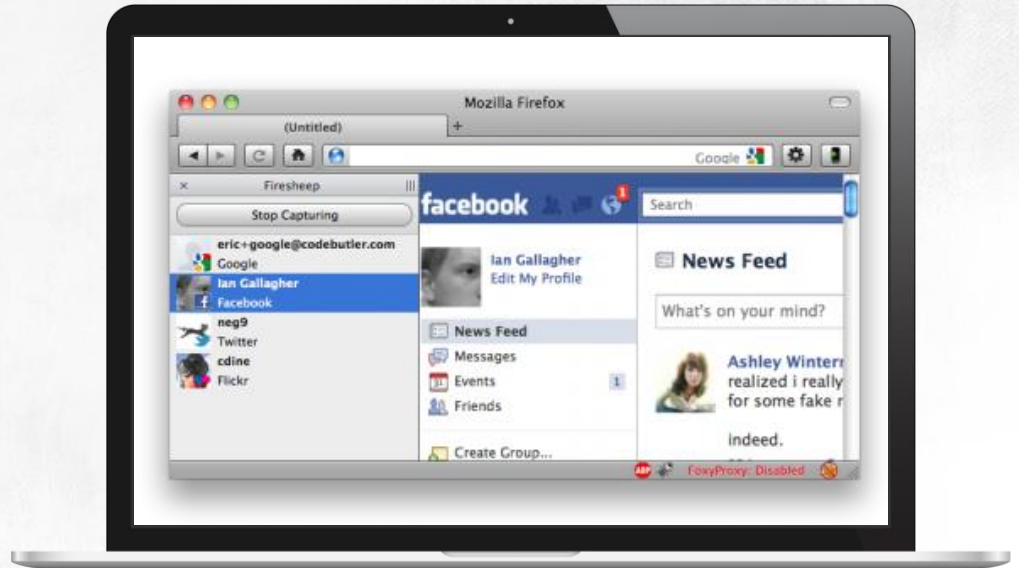 Mozilla Firefox
(Untitled)
+
Google
× Firesheep
Stop Capturing
eric+google@codebutler.com
Google
Ian Gallagher
Facebook
neg9
Twitter
cdine
Flickr
facebook
1
Search
Ian Gallagher
Edit My Profile
News Feed
Messages
31 Events 1
Friends
Create Group...
News Feed
What's on your mind?
Ashley
realized i really
for some fake
indeed.
ABP FoxyProxy: Disabled